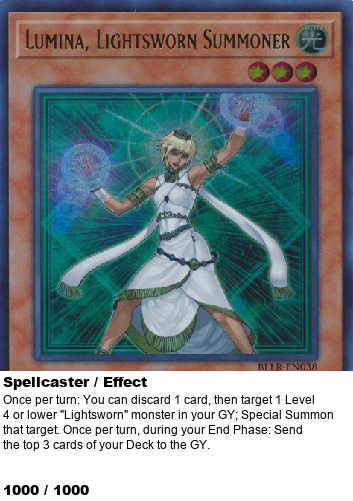 Lumina, Lightsworn Summoner
光
BLLR-EN038
Spellcaster / Effect
Once per turn: You can discard 1 card, then target 1 Level
4 or lower "Lightsworn" monster in your GY; Special Summon
that target. Once per turn, during your End Phase: Send
the top 3 cards of your Deck to the GY.
1000 / 1000